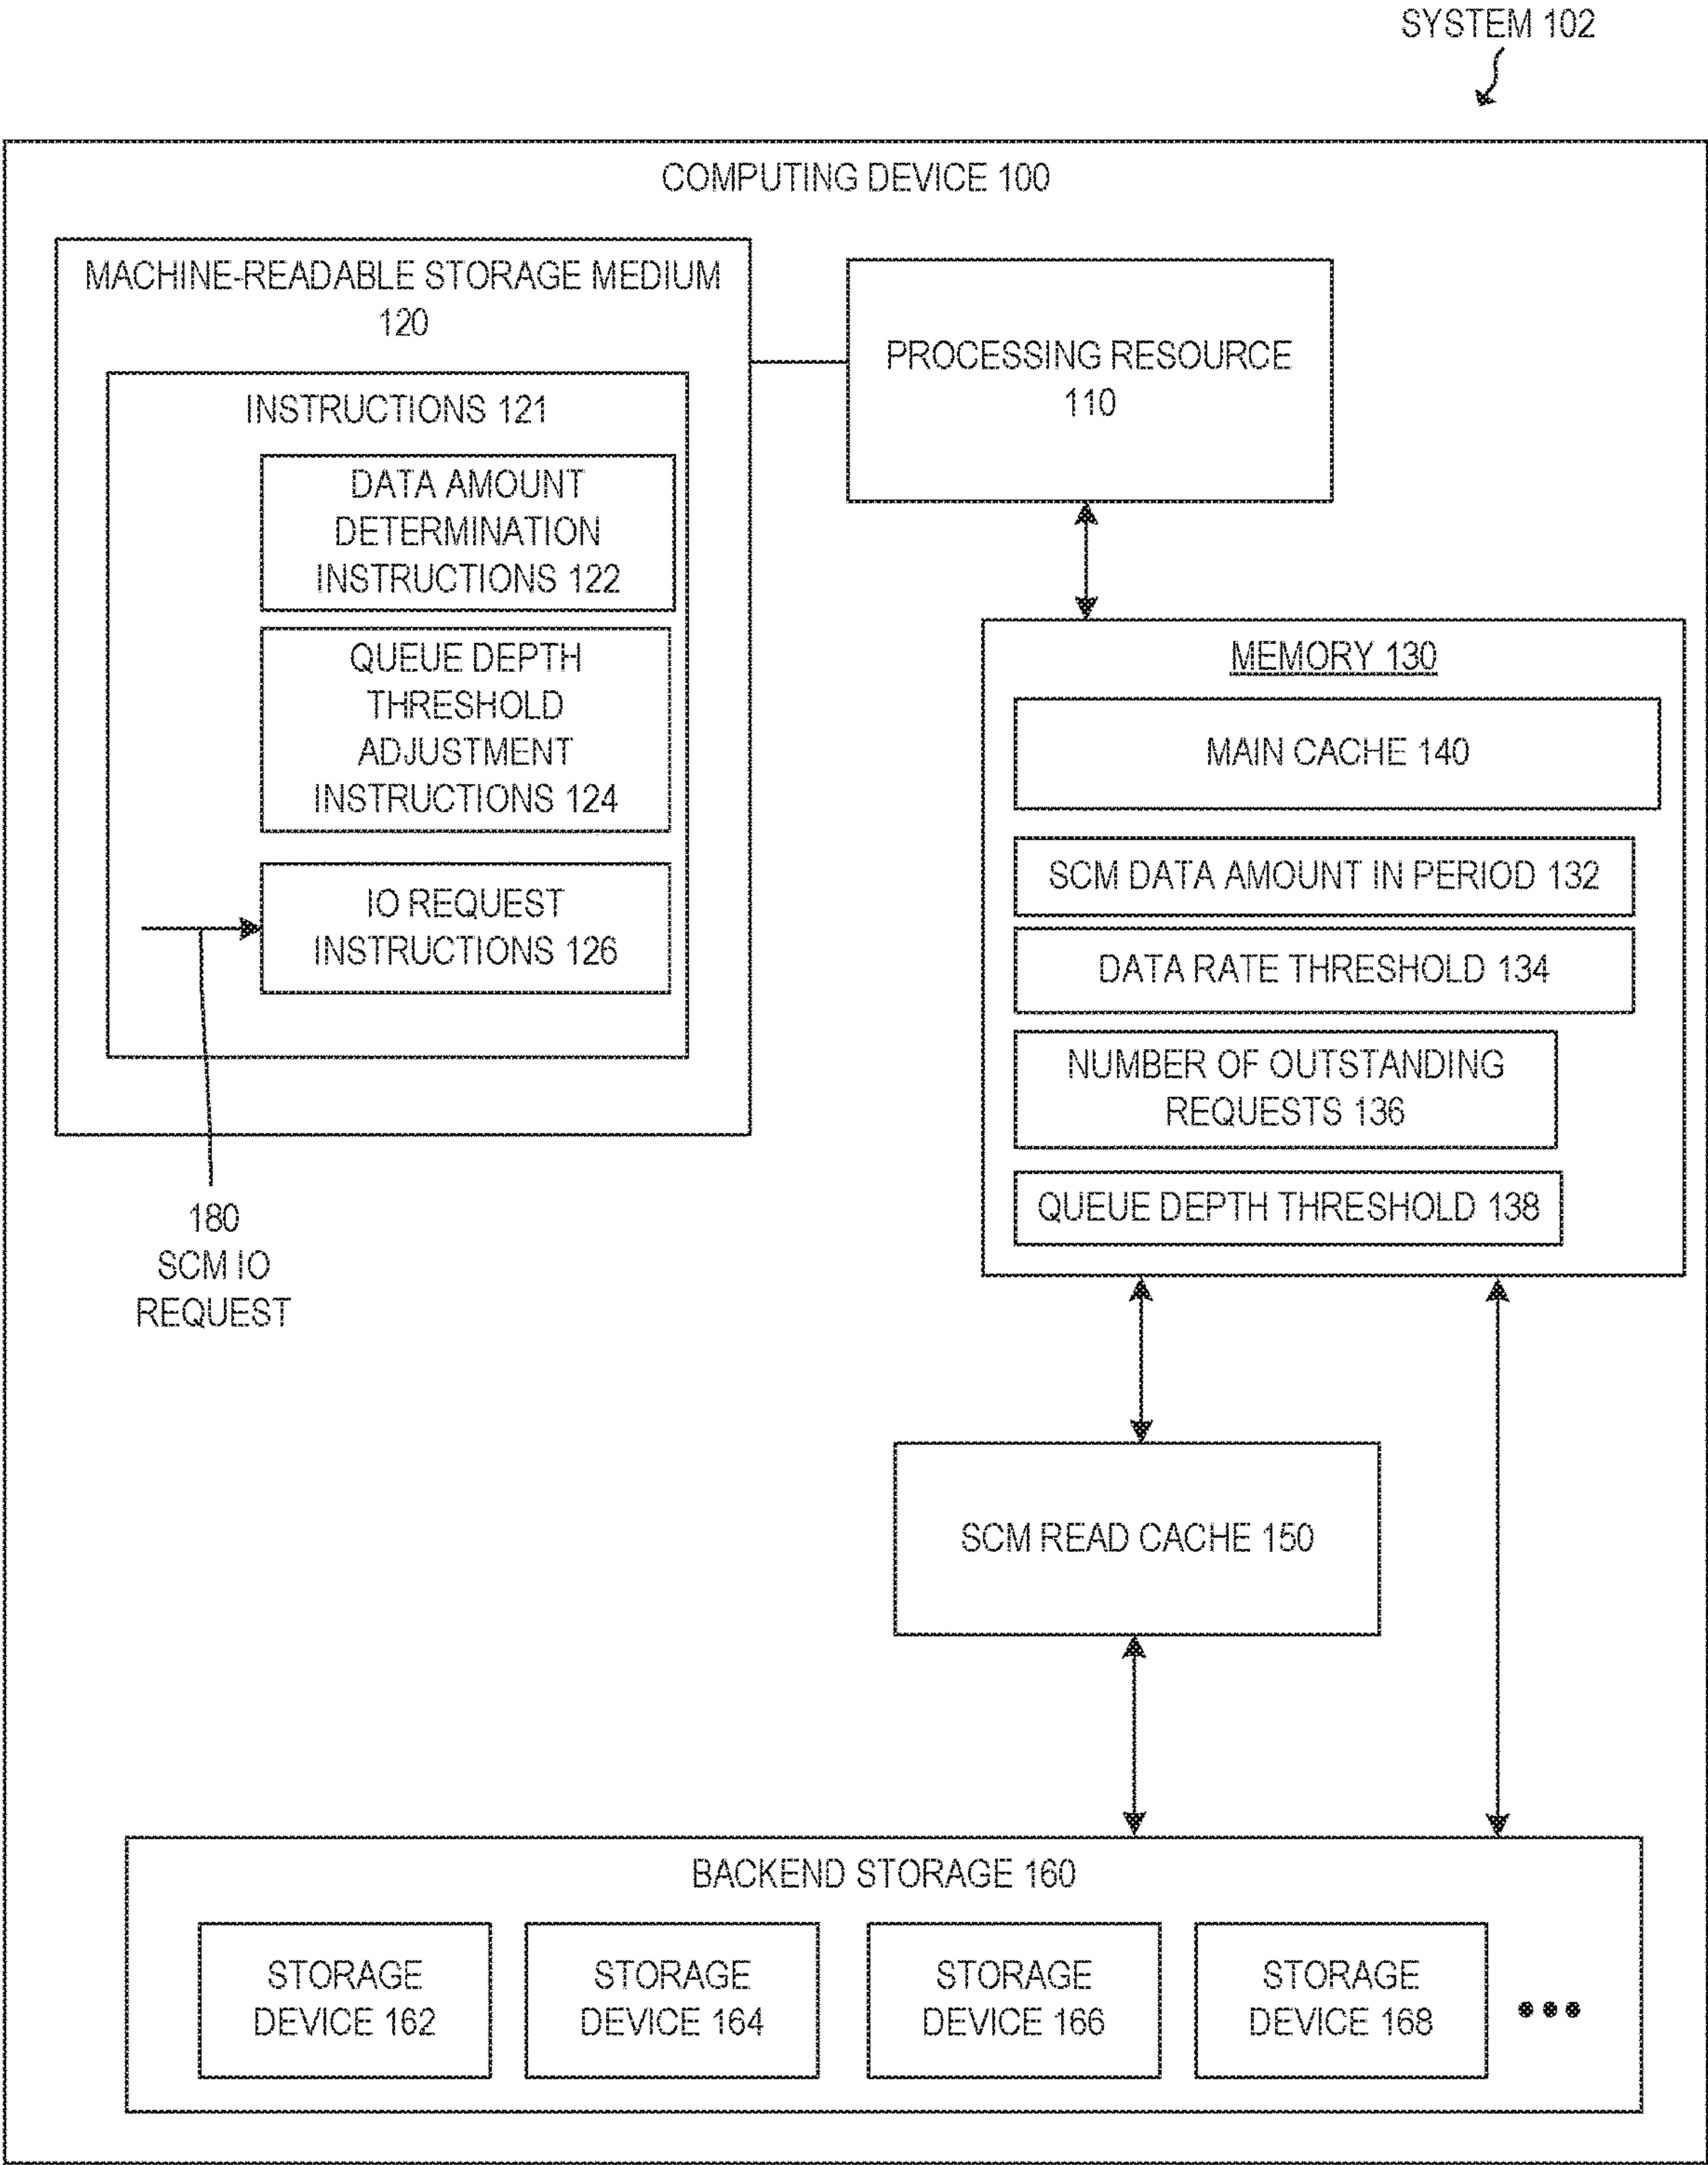 SYSTEM 102
COMPUTING DEVICE 100
MACHINE-READABLE STORAGE MEDIUM
120
INSTRUCTIONS 121
DATA AMOUNT
DETERMINATION
INSTRUCTIONS 122
QUEUE DEPTH
THRESHOLD
ADJUSTMENT
INSTRUCTIONS 124
IO REQUEST
INSTRUCTIONS 126
180
SCM IO
REQUEST
PROCESSING RESOURCE
110
MEMORY 130
MAIN CACHE 140
SCM DATA AMOUNT IN PERIOD 132
DATA RATE THRESHOLD 134
NUMBER OF OUTSTANDING
REQUESTS 136
QUEUE DEPTH THRESHOLD 138
SCM READ CACHE 150
BACKEND STORAGE 160
STORAGE
DEVICE 162
STORAGE
DEVICE 164
STORAGE
DEVICE 166
STORAGE
DEVICE 168